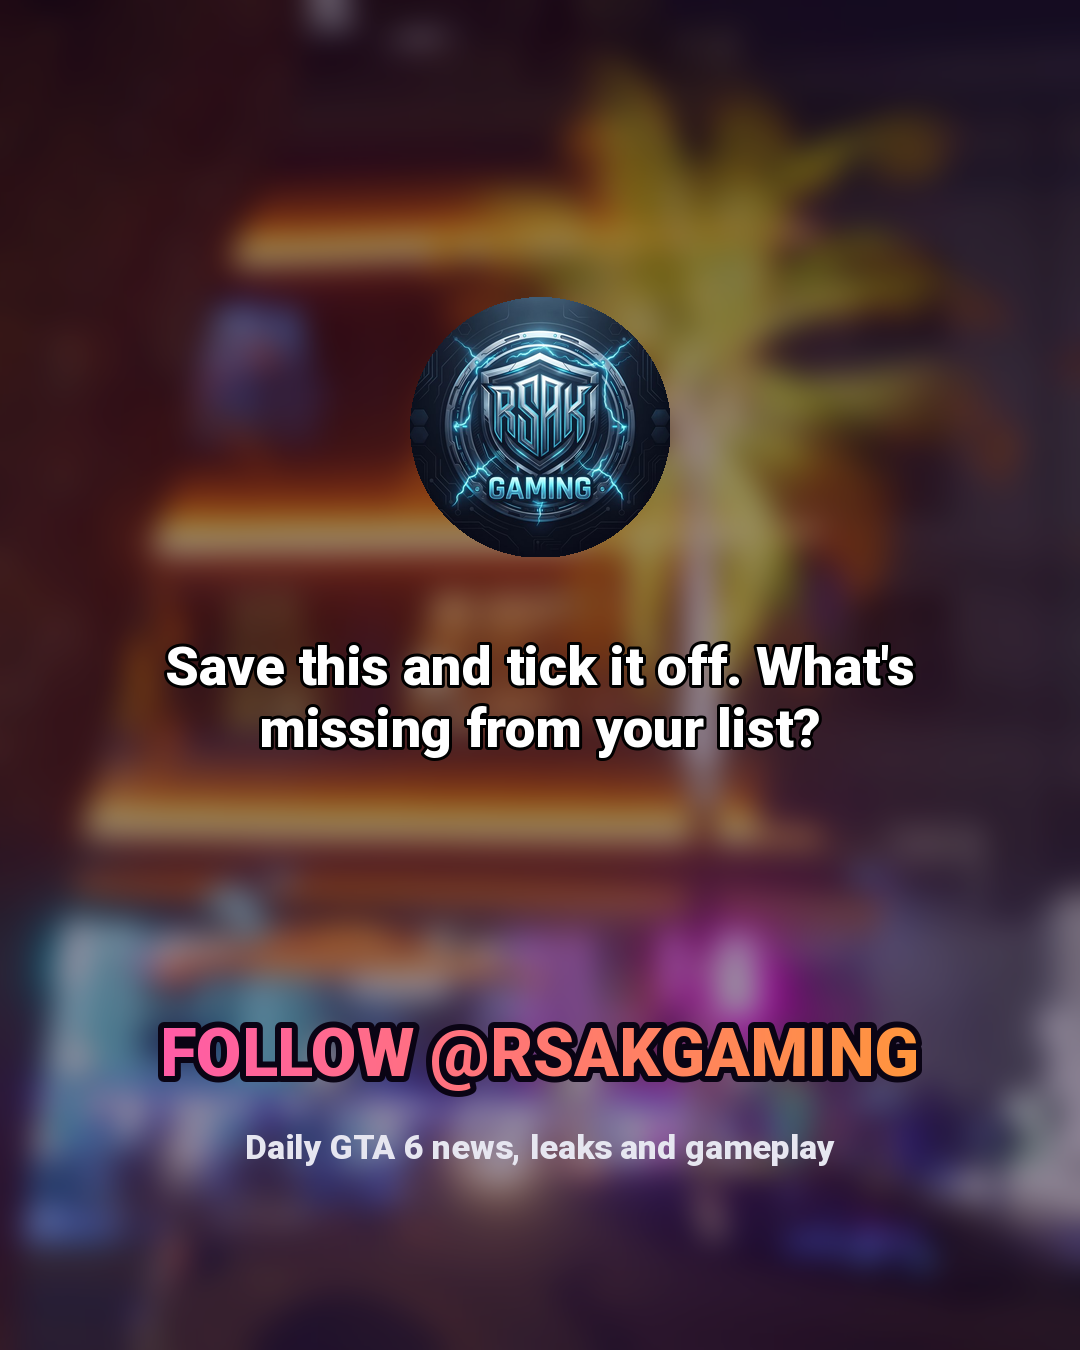 RSAK
GAMING
Save this and tick it off. What's
missing from your list?
FOLLOW @RSAKGAMING
Daily GTA 6 news, leaks and gameplay